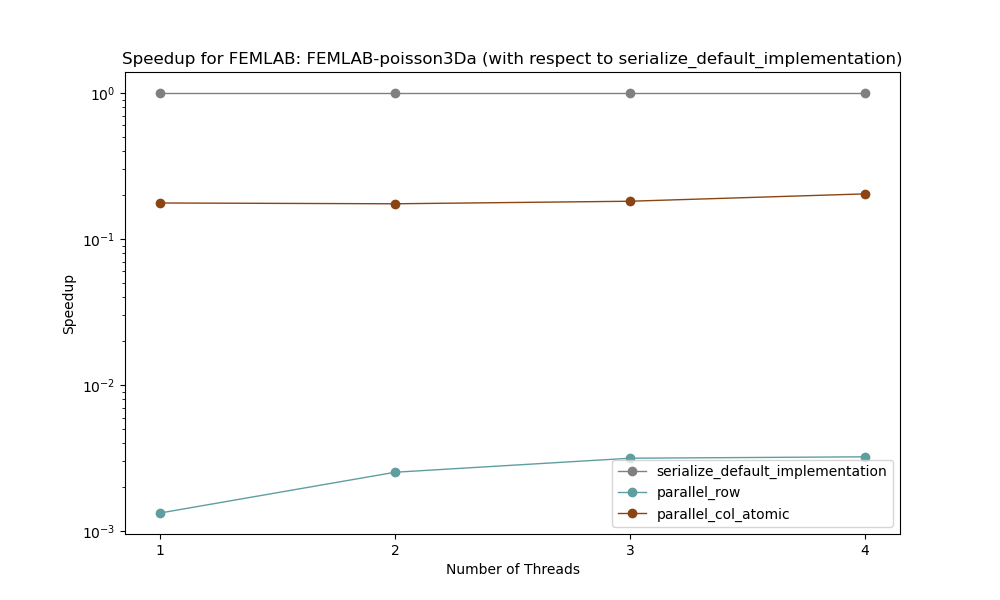 Speedup for FEMLAB: FEMLAB-poisson3Da (with respect to serialize_default_implementation)
10⁰
10⁻¹
10⁻²
10⁻³
Speedup
serialize_default_implementation
parallel_row
parallel_col_atomic
1 2 3 4
Number of Threads